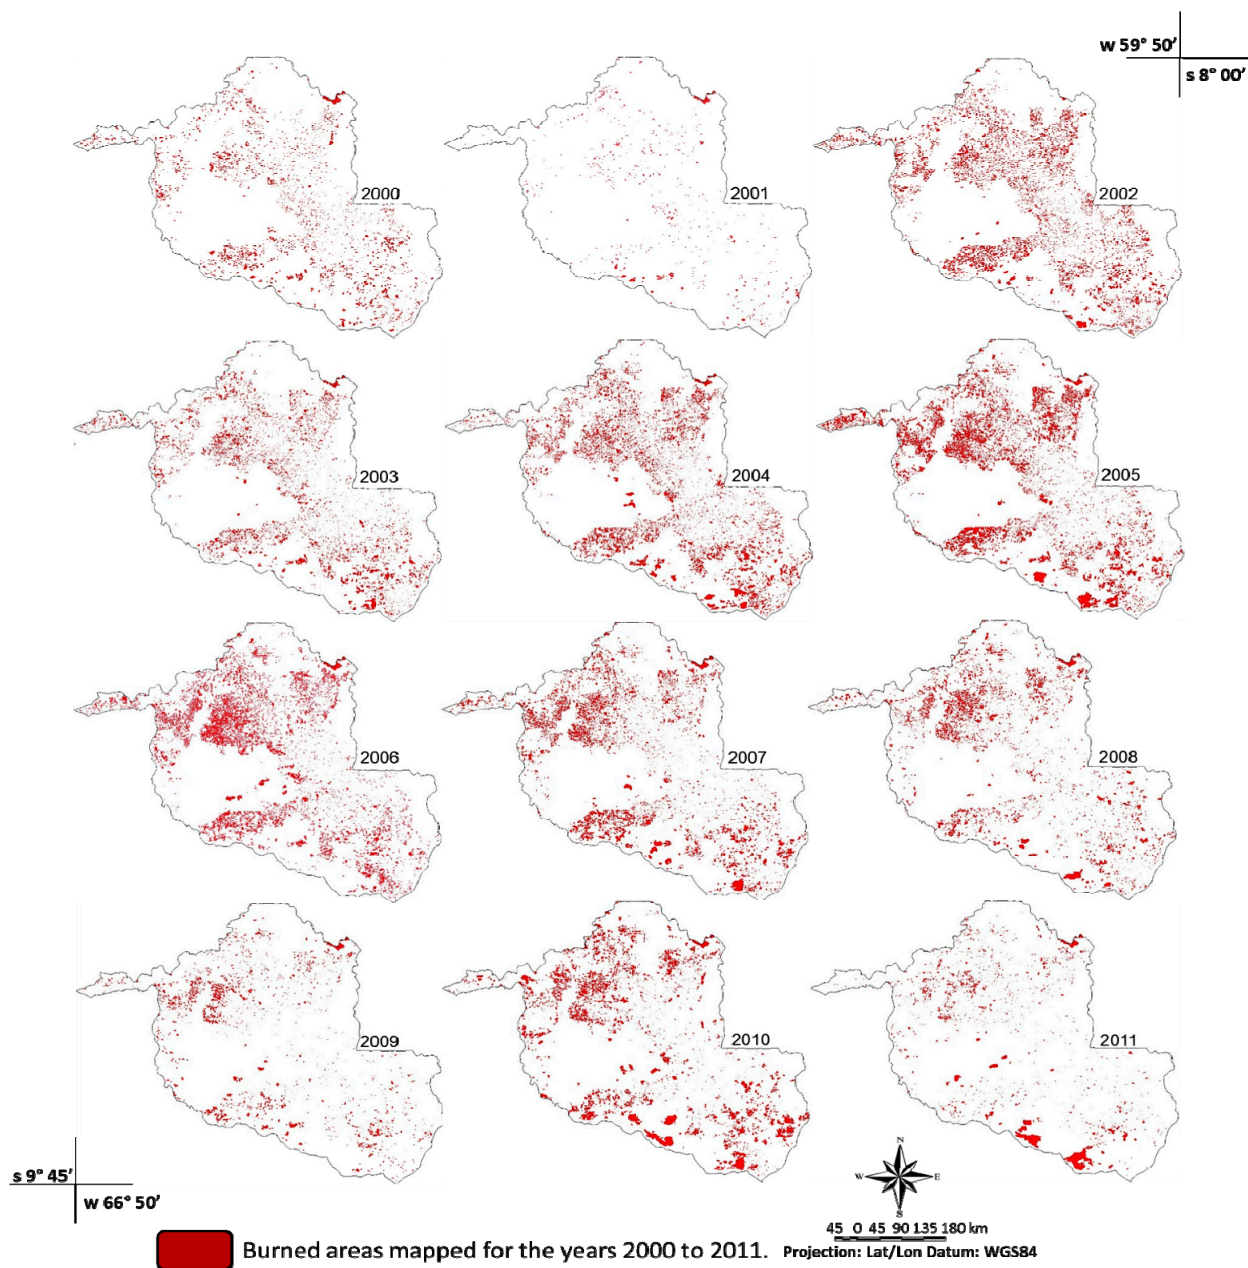 w 59° 50'
s 8° 00'
2000
2001
2002
2003
2004
2005
2006
2007
2008
2009
2010
2011
N
W E
S
s 9° 45'
w 66° 50'
45 0 45 90 135 180 km
Burned areas mapped for the years 2000 to 2011. Projection: Lat/Lon Datum: WGS84